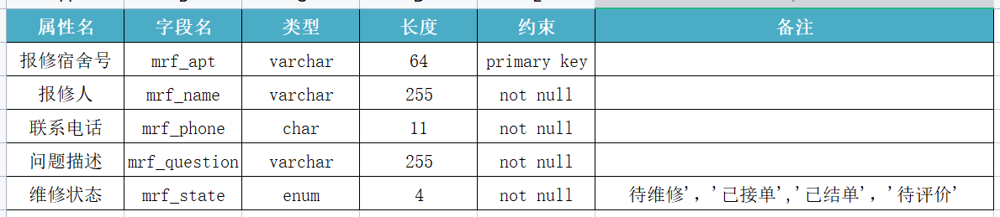 属性名 字段名 类型 长度 约束 备注
报修宿舍号 mrf_apt varchar 64 primary key
报修人 mrf_name varchar 255 not null
联系电话 mrf_phone char 11 not null
问题描述 mrf_question varchar 255 not null
维修状态 mrf_state enum 4 not null 待维修'，'已接单','已结单'，'待评价'